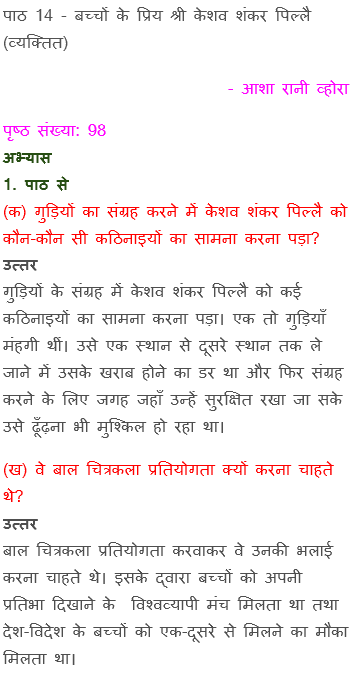 पाठ 14 - बच्चों के प्रिय श्री केशव शंकर पिल्लै
(व्यक्तित)
- आशा रानी व्होरा
पृष्ठ संख्या: 98
अभ्यास
1. पाठ से
(क) गुड़ियों का संग्रह करने में केशव शंकर पिल्लै को
कौन-कौन सी कठिनाइयों का सामना करना पड़ा?
उत्तर
गुड़ियों के संग्रह में केशव शंकर पिल्लै को कई
कठिनाइयों का सामना करना पड़ा। एक तो गुड़ियाँ
मंहगी थीं। उसे एक स्थान से दूसरे स्थान तक ले
जाने में उसके खराब होने का डर था और फिर संग्रह
करने के लिए जगह जहाँ उन्हें सुरक्षित रखा जा सके
उसे ढूँढ़ना भी मुश्किल हो रहा था।
(ख) वे बाल चित्रकला प्रतियोगता क्यों करना चाहते
थे?
उत्तर
बाल चित्रकला प्रतियोगता करवाकर वे उनकी भलाई
करना चाहते थे। इसके द्वारा बच्चों को अपनी
प्रतिभा दिखाने के विश्वव्यापी मंच मिलता था तथा
देश-विदेश के बच्चों को एक-दूसरे से मिलने का मौका
मिलता था।